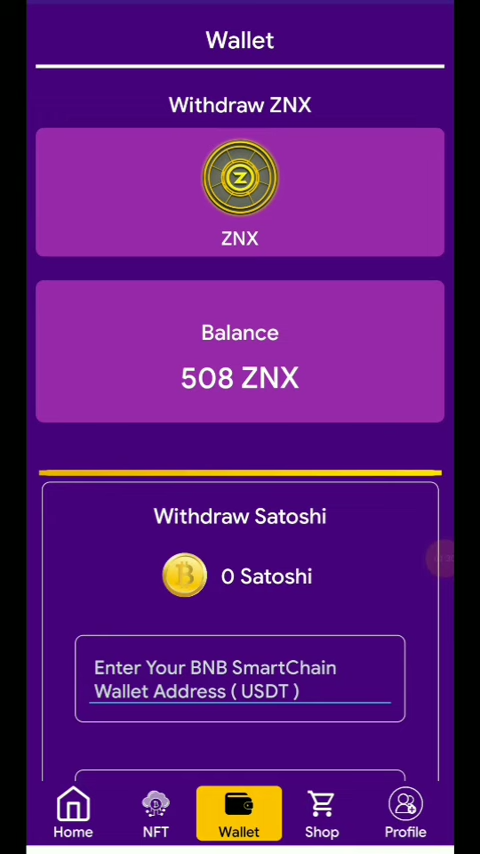 Wallet
Withdraw ZNX
Z
ZNX
Balance
508 ZNX
Withdraw Satoshi
0 Satoshi
Enter Your BNB SmartChain
Wallet Address ( USDT )
Home
NFT
Wallet
Shop
Profile